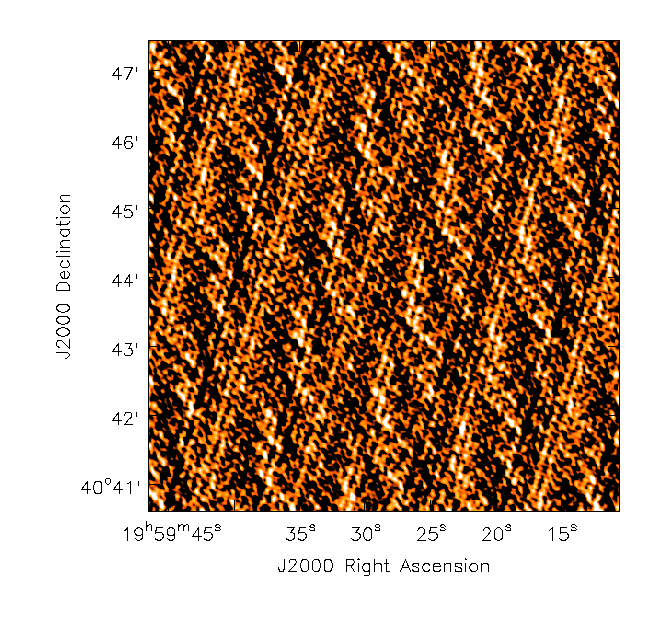 47'
46'
45'
44'
43'
42'
40°41'
J2000 Declination
19ʰ59ᵐ45ˢ 35ˢ 30ˢ 25ˢ 20ˢ 15ˢ
J2000 Right Ascension